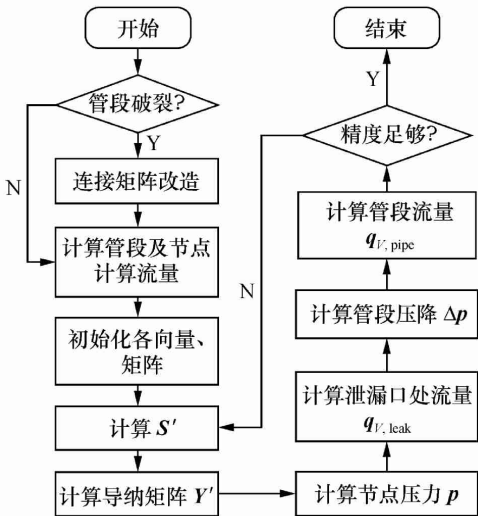 开始
管段破裂?
Y
N
连接矩阵改造
计算管段及节点
计算流量
初始化各向量、
矩阵
计算 S′
计算导纳矩阵 Y′
计算节点压力 p
计算泄漏口处流量
qV, leak
计算管段压降 Δp
计算管段流量
qV, pipe
精度足够?
N
Y
结束